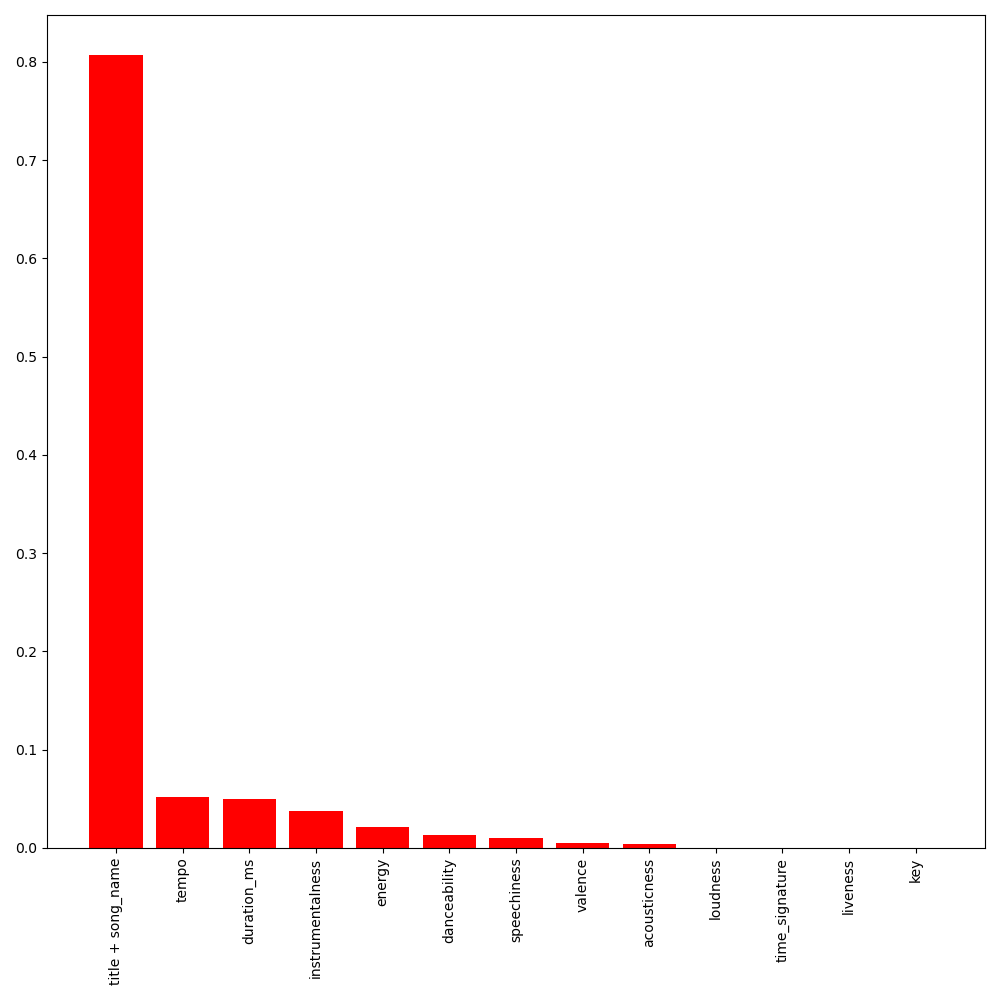 0.8
0.7
0.6
0.5
0.4
0.3
0.2
0.1
0.0
title + song_name
tempo
duration_ms
instrumentalness
energy
danceability
speechiness
valence
acousticness
loudness
time_signature
liveness
key